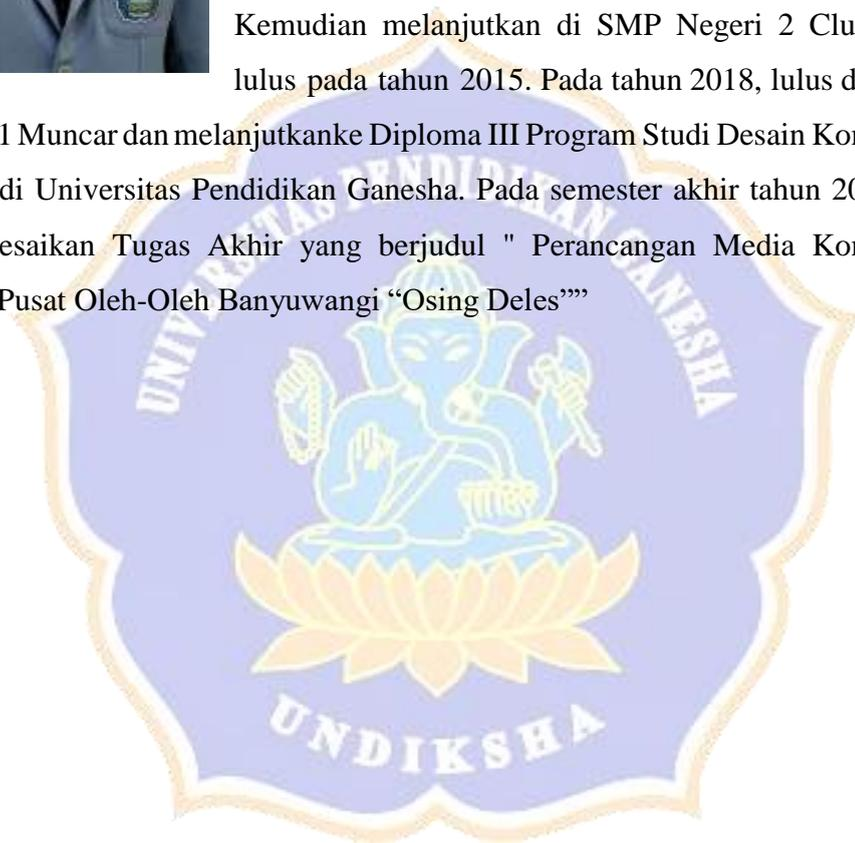 Kemudian melanjutkan di SMP Negeri 2 Clu
lulus pada tahun 2015. Pada tahun 2018, lulus d
1 Muncar dan melanjutkanke Diploma III Program Studi Desain Kor
di Universitas Pendidikan Ganesha. Pada semester akhir tahun 20
esaikan Tugas Akhir yang berjudul " Perancangan Media Kor
Pusat Oleh-Oleh Banyuwangi “Osing Deles””
UNIVERSITAS PENDIDIKAN GANESHA
UNDIKSHA